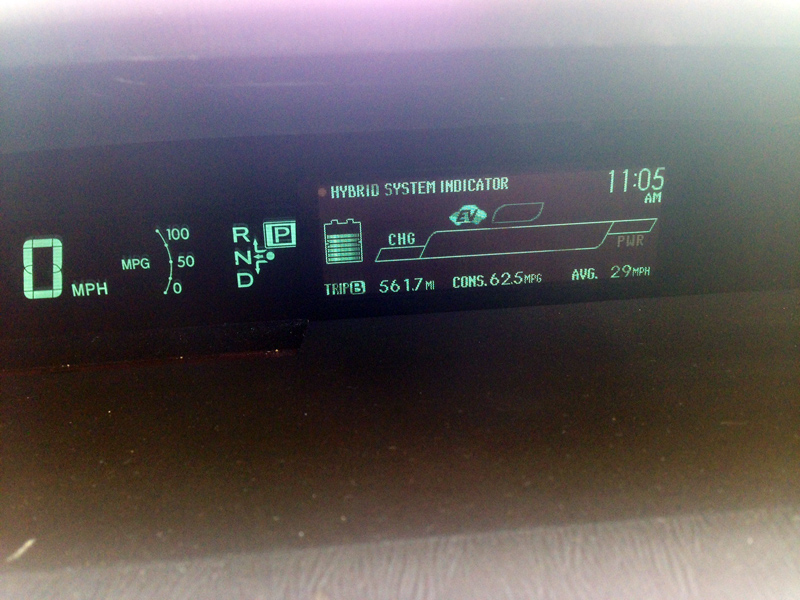 HYBRID SYSTEM INDICATOR 11:05 AM
EV
0 MPH
MPG 100 50 0
R P
N
D
CHG PWR
TRIP B 561.7 MI CONS. 62.5 MPG AVG. 29 MPH